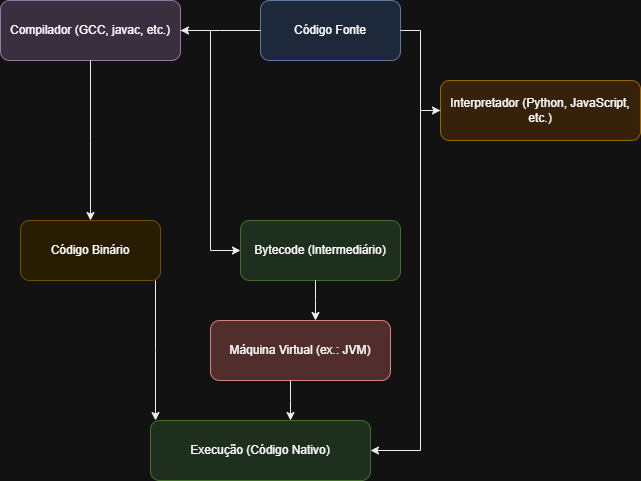 Compilador (GCC, javac, etc.)
Código Fonte
Interpretador (Python, JavaScript,
etc.)
Código Binário
Bytecode (Intermediário)
Máquina Virtual (ex.: JVM)
Execução (Código Nativo)